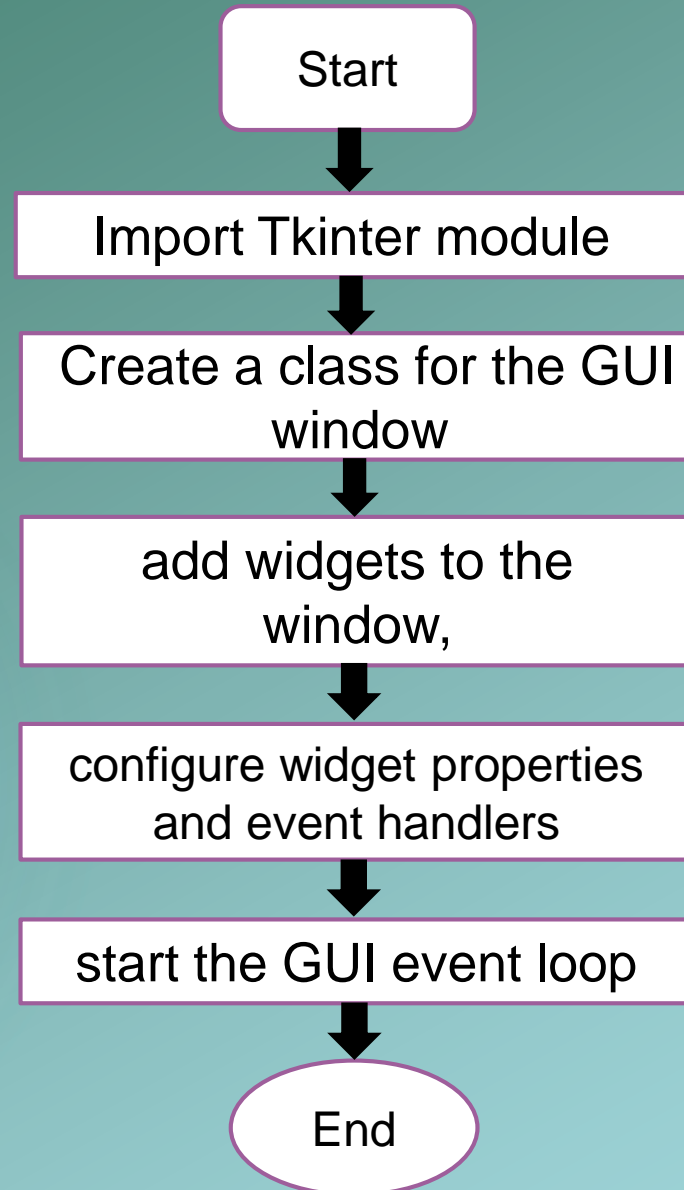 Start
Import Tkinter module
Create a class for the GUI
window
add widgets to the
window,
configure widget properties
and event handlers
start the GUI event loop
End